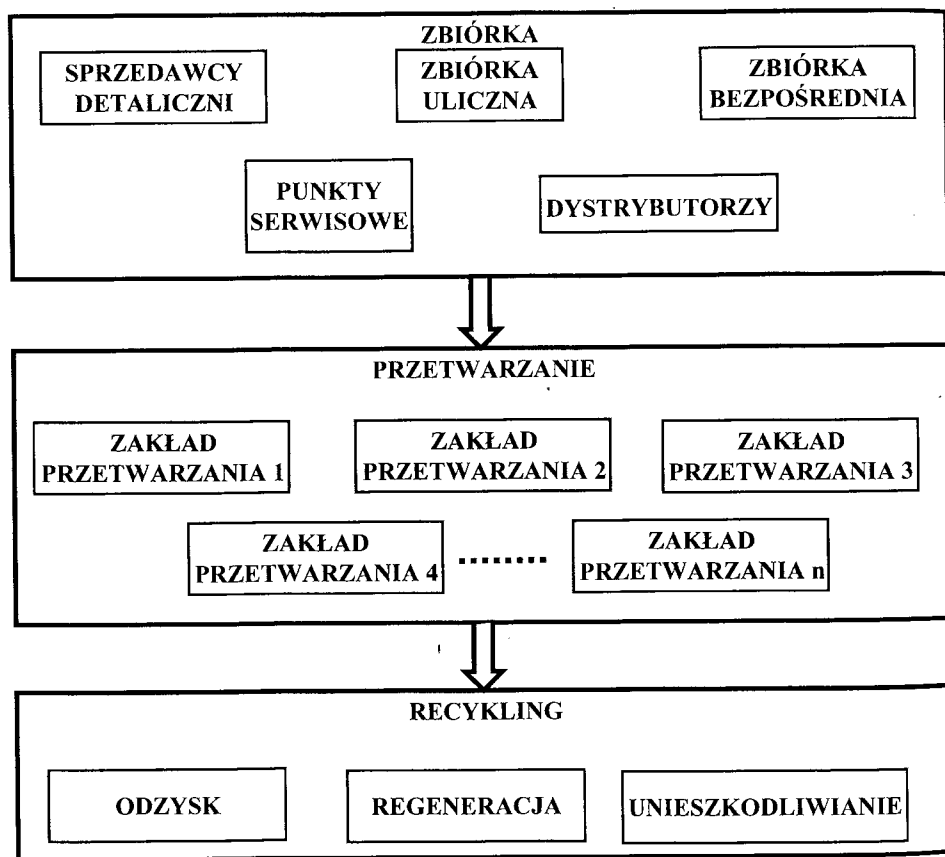 ZBIÓRKA
SPRZEDAWCY
DETALICZNI
ZBIÓRKA
ULICZNA
ZBIÓRKA
BEZPOŚREDNIA
PUNKTY
SERWISOWE
DYSTRYBUTORZY
PRZETWARZANIE
ZAKŁAD
PRZETWARZANIA 1
ZAKŁAD
PRZETWARZANIA 2
ZAKŁAD
PRZETWARZANIA 3
ZAKŁAD
PRZETWARZANIA 4
........
ZAKŁAD
PRZETWARZANIA n
RECYKLING
ODZYSK
REGENERACJA
UNIESZKODLIWIANIE